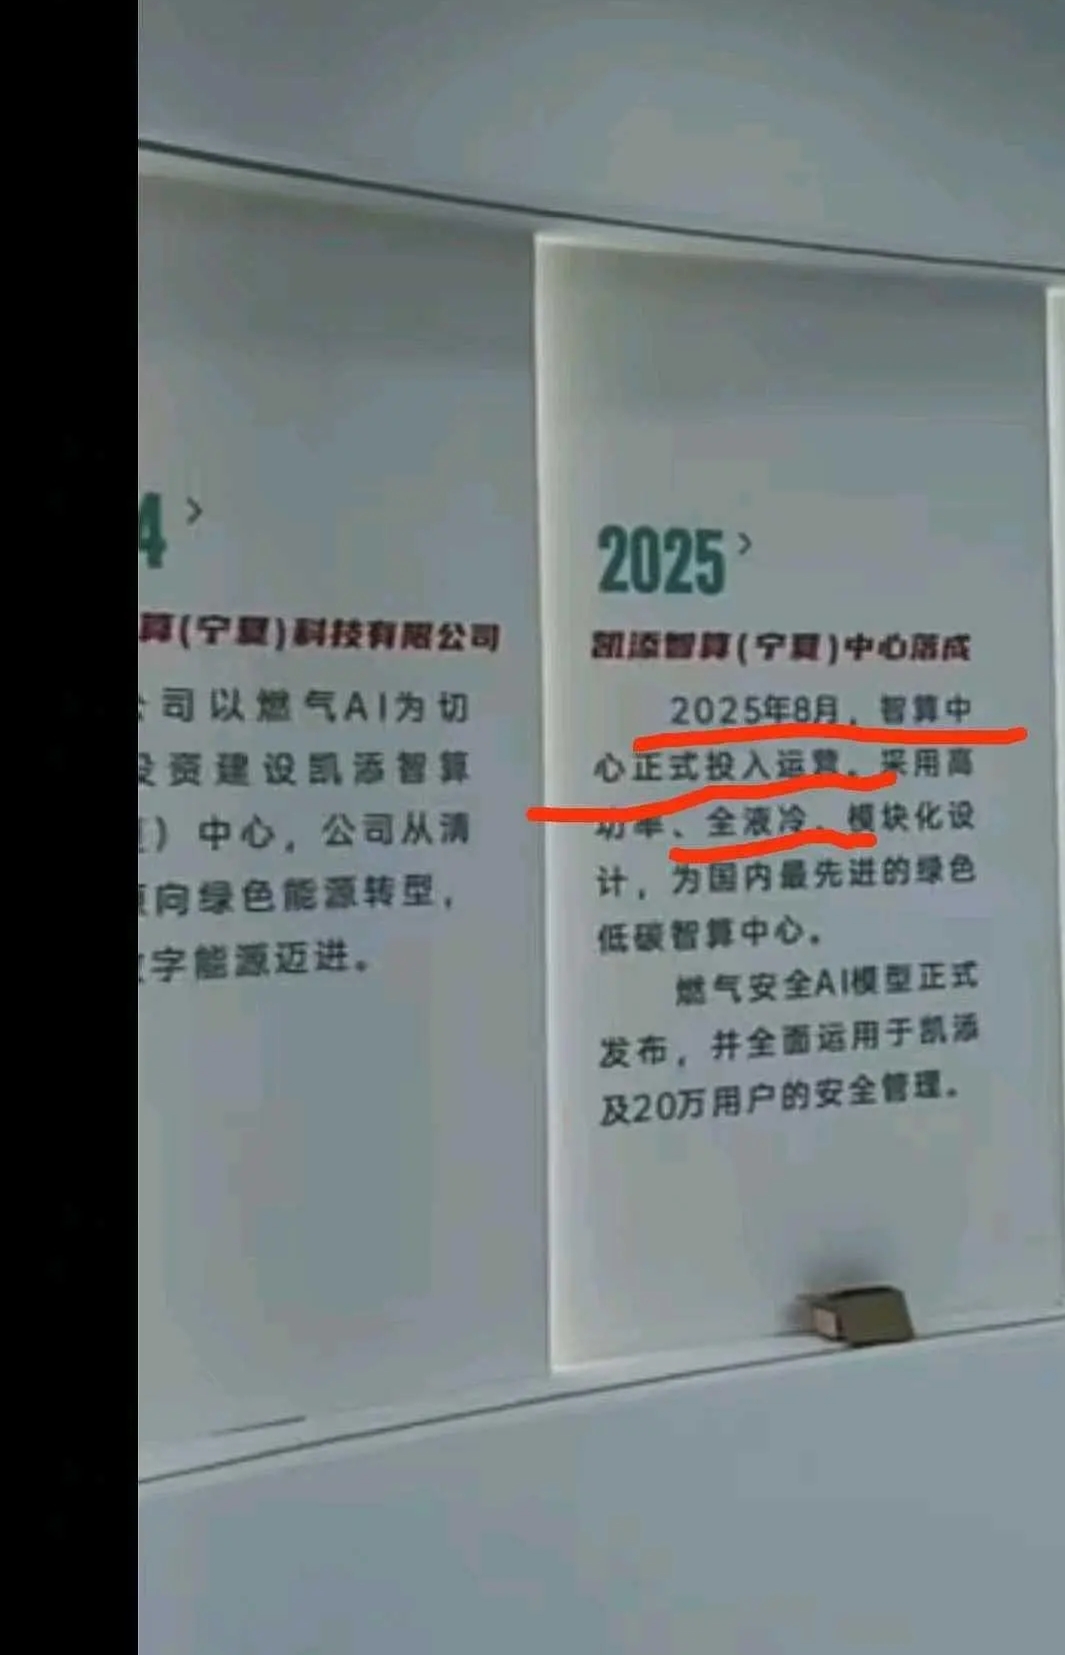 4 >
算(宁夏)科技有限公司
公司以燃气AI为切
投资建设凯添智算
）中心，公司从清
向绿色能源转型，
数字能源迈进。
2025 >
凯添智算(宁夏)中心落成
2025年8月，智算中
心正式投入运营。采用高
功率、全液冷、模块化设
计，为国内最先进的绿色
低碳智算中心。
燃气安全AI模型正式
发布，并全面运用于凯添
及20万用户的安全管理。